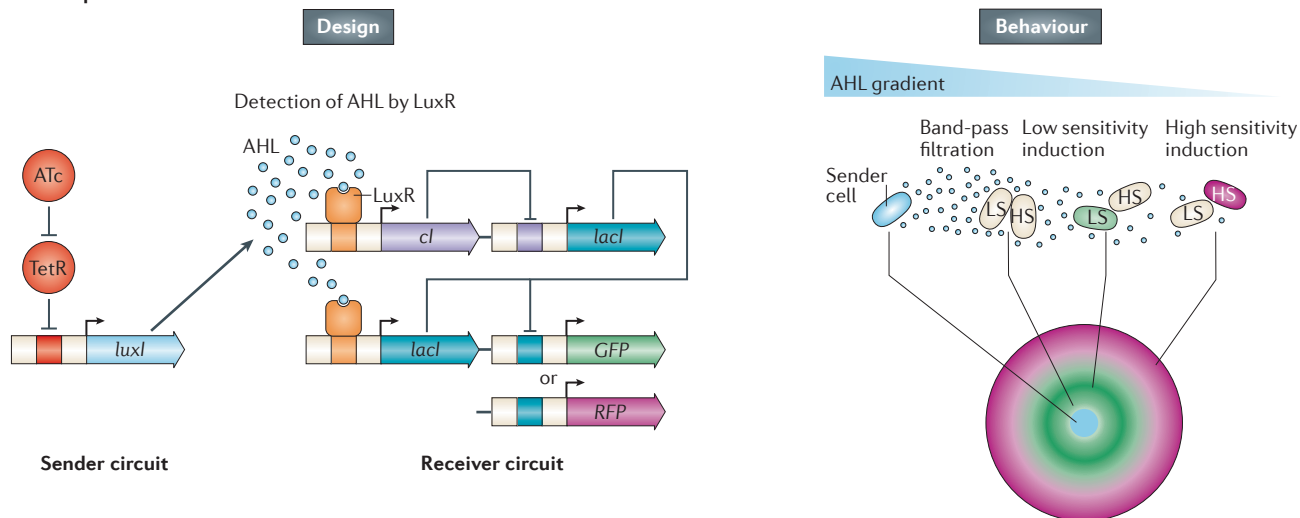 Design
Behaviour
AHL gradient
Detection of AHL by LuxR
AHL
ATc
TetR
luxI
Sender circuit
LuxR
cI
lacI
lacI
GFP
or
RFP
Receiver circuit
Band-pass
filtration
Low sensitivity
induction
High sensitivity
induction
Sender
cell
LS
HS
LS
HS
LS
HS